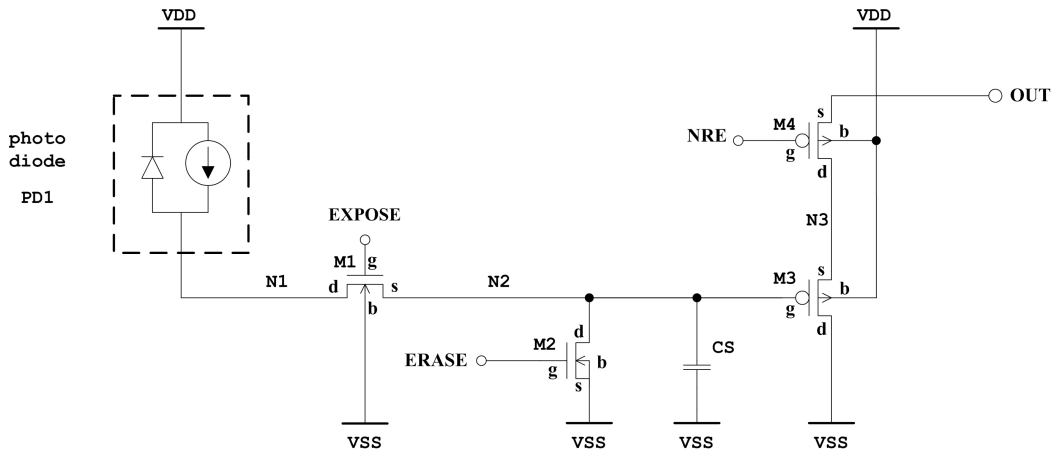 VDD
VDD
photo
diode
PD1
OUT
s
M4
b
NRE
g
d
EXPOSE
N3
M1
g
N1
d
s
N2
b
M3
s
b
g
d
M2
d
b
ERASE
g
s
CS
VSS
VSS
VSS
VSS